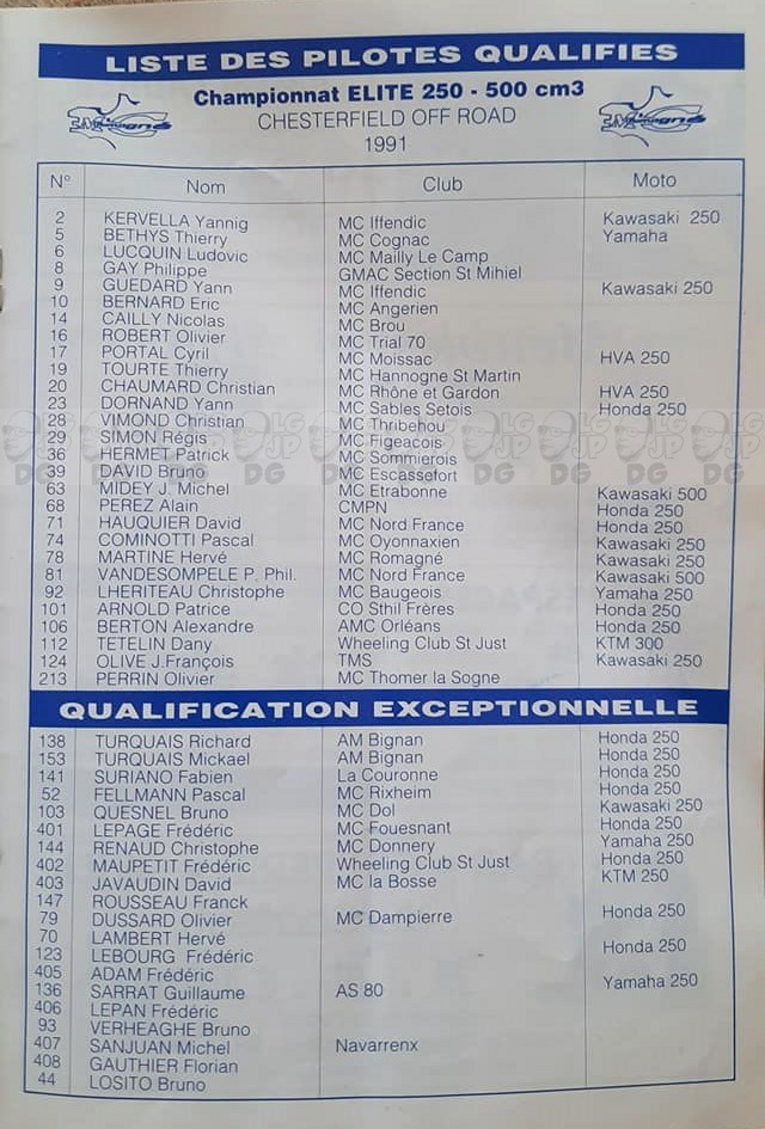 LISTE DES PILOTES QUALIFIES
Championnat ELITE 250 - 500 cm3
CHESTERFIELD OFF ROAD
1991
N° Nom Club Moto
2 KERVELLA Yannig MC Iffendic Kawasaki 250
5 BETHYS Thierry MC Cognac Yamaha
6 LUCQUIN Ludovic MC Mailly Le Camp
8 GAY Philippe GMAC Section St Mihiel
9 GUEDARD Yann MC Iffendic Kawasaki 250
10 BERNARD Eric MC Angerien
14 CAILLY Nicolas MC Brou
16 ROBERT Olivier MC Trial 70
17 PORTAL Cyril MC Moissac HVA 250
19 TOURTE Thierry MC Hannogne St Martin
20 CHAUMARD Christian MC Rhône et Gardon HVA 250
23 DORNAND Yann MC Sables Setois Honda 250
28 VIMOND Christian MC Thribehou
29 SIMON Régis MC Figeacois
36 HERMET Patrick MC Sommierois
39 DAVID Bruno MC Escassefort
63 MIDEY J. Michel MC Etrabonne Kawasaki 500
68 PEREZ Alain CMPN Honda 250
71 HAUQUIER David MC Nord France Honda 250
74 COMINOTTI Pascal MC Oyonnaxien Kawasaki 250
78 MARTINE Hervé MC Romagné Kawasaki 250
81 VANDESOMPELE P. Phil. MC Nord France Kawasaki 500
92 LHERITEAU Christophe MC Baugeois Yamaha 250
101 ARNOLD Patrice CO Sthil Frères Honda 250
106 BERTON Alexandre AMC Orléans Honda 250
112 TETELIN Dany Wheeling Club St Just KTM 300
124 OLIVE J.François TMS Kawasaki 250
213 PERRIN Olivier MC Thomer la Sogne
QUALIFICATION EXCEPTIONNELLE
138 TURQUAIS Richard AM Bignan Honda 250
153 TURQUAIS Mickael AM Bignan Honda 250
141 SURIANO Fabien La Couronne Honda 250
52 FELLMANN Pascal MC Rixheim Honda 250
103 QUESNEL Bruno MC Dol Kawasaki 250
401 LEPAGE Frédéric MC Fouesnant Honda 250
144 RENAUD Christophe MC Donnery Yamaha 250
402 MAUPETIT Frédéric Wheeling Club St Just Honda 250
403 JAVAUDIN David MC la Bosse KTM 250
147 ROUSSEAU Franck
79 DUSSARD Olivier MC Dampierre Honda 250
70 LAMBERT Hervé
123 LEBOURG Frédéric Honda 250
405 ADAM Frédéric
136 SARRAT Guillaume AS 80 Yamaha 250
406 LEPAN Frédéric
93 VERHEAGHE Bruno
407 SANJUAN Michel Navarrenx
408 GAUTHIER Florian
44 LOSITO Bruno